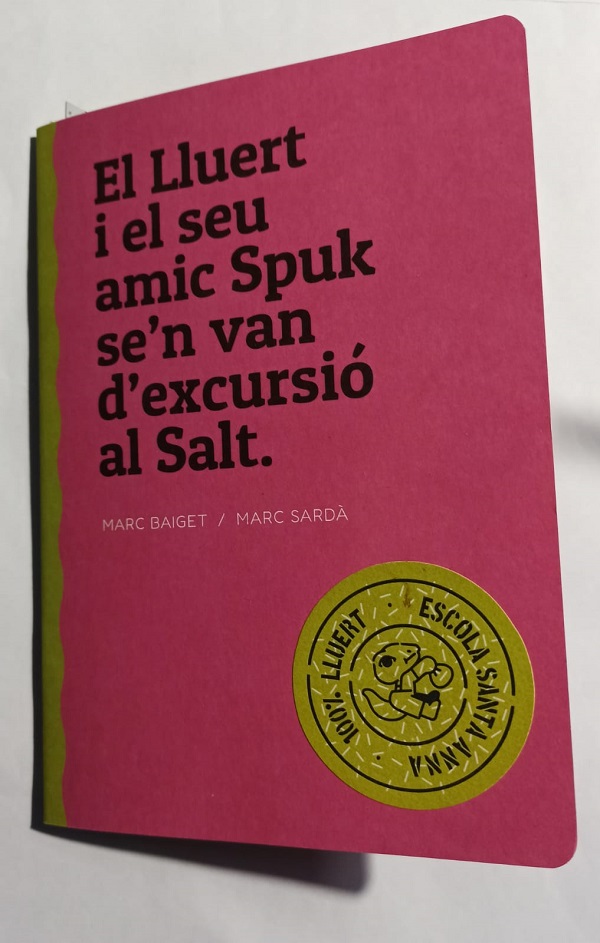 El Lluert
i el seu
amic Spuk
se’n van
d’excursió
al Salt.
MARC BAIGET / MARC SARDÀ
100% LLUERT · ESCOLA SANTA ANNA ·